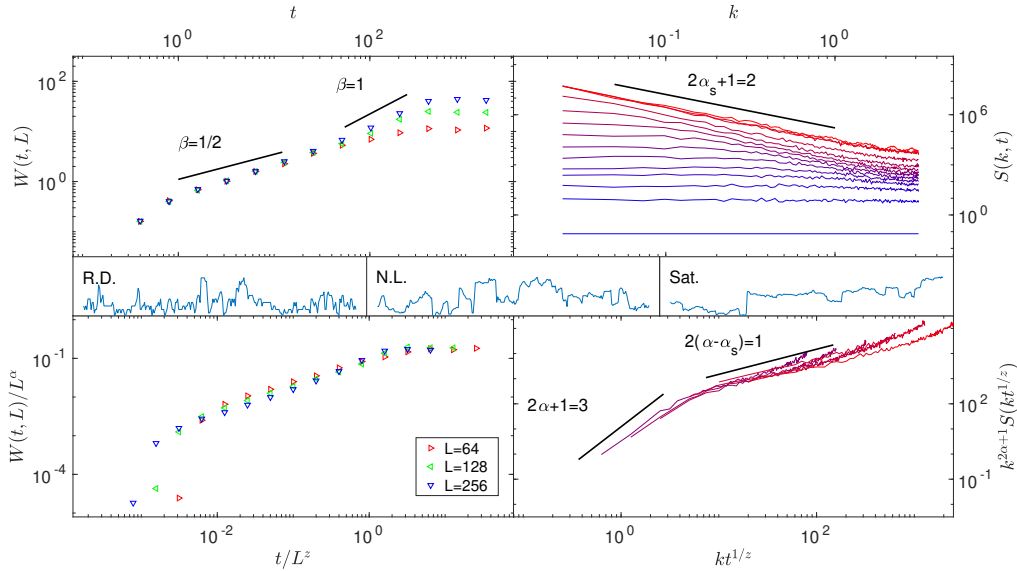 t
k
10^0
10^2
10^-1
10^0
10^2
10^0
W(t, L)
β=1/2
β=1
2α_s+1=2
10^6
10^0
S(k, t)
R.D.
N.L.
Sat.
10^-1
10^-4
W(t, L)/L^α
L=64
L=128
L=256
2(α-α_s)=1
2α+1=3
10^2
10^-1
k^{2α+1}S(kt^{1/z})
10^-2
10^0
10^0
10^2
t/L^z
kt^{1/z}